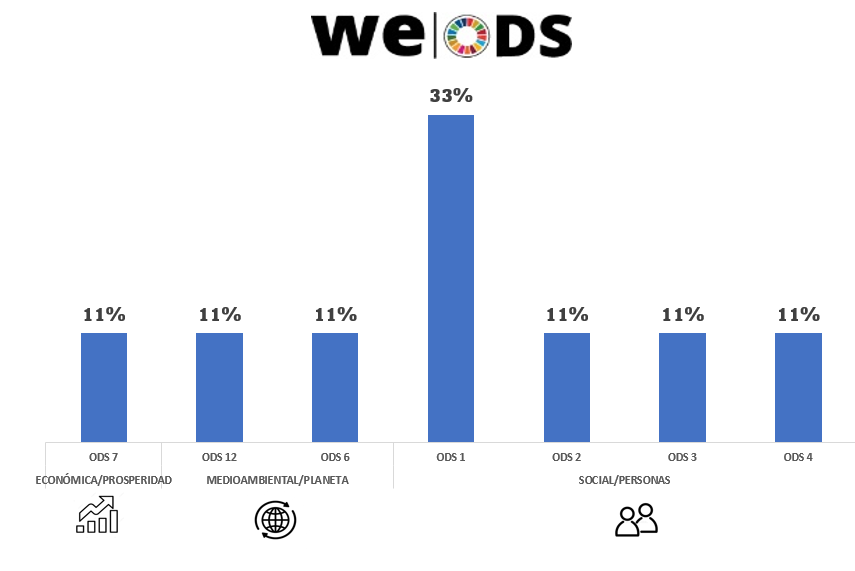 we|ODS
33%
11% 11% 11% 11% 11% 11%
ODS 7 ODS 12 ODS 6 ODS 1 ODS 2 ODS 3 ODS 4
ECONÓMICA/PROSPERIDAD MEDIOAMBIENTAL/PLANETA SOCIAL/PERSONAS